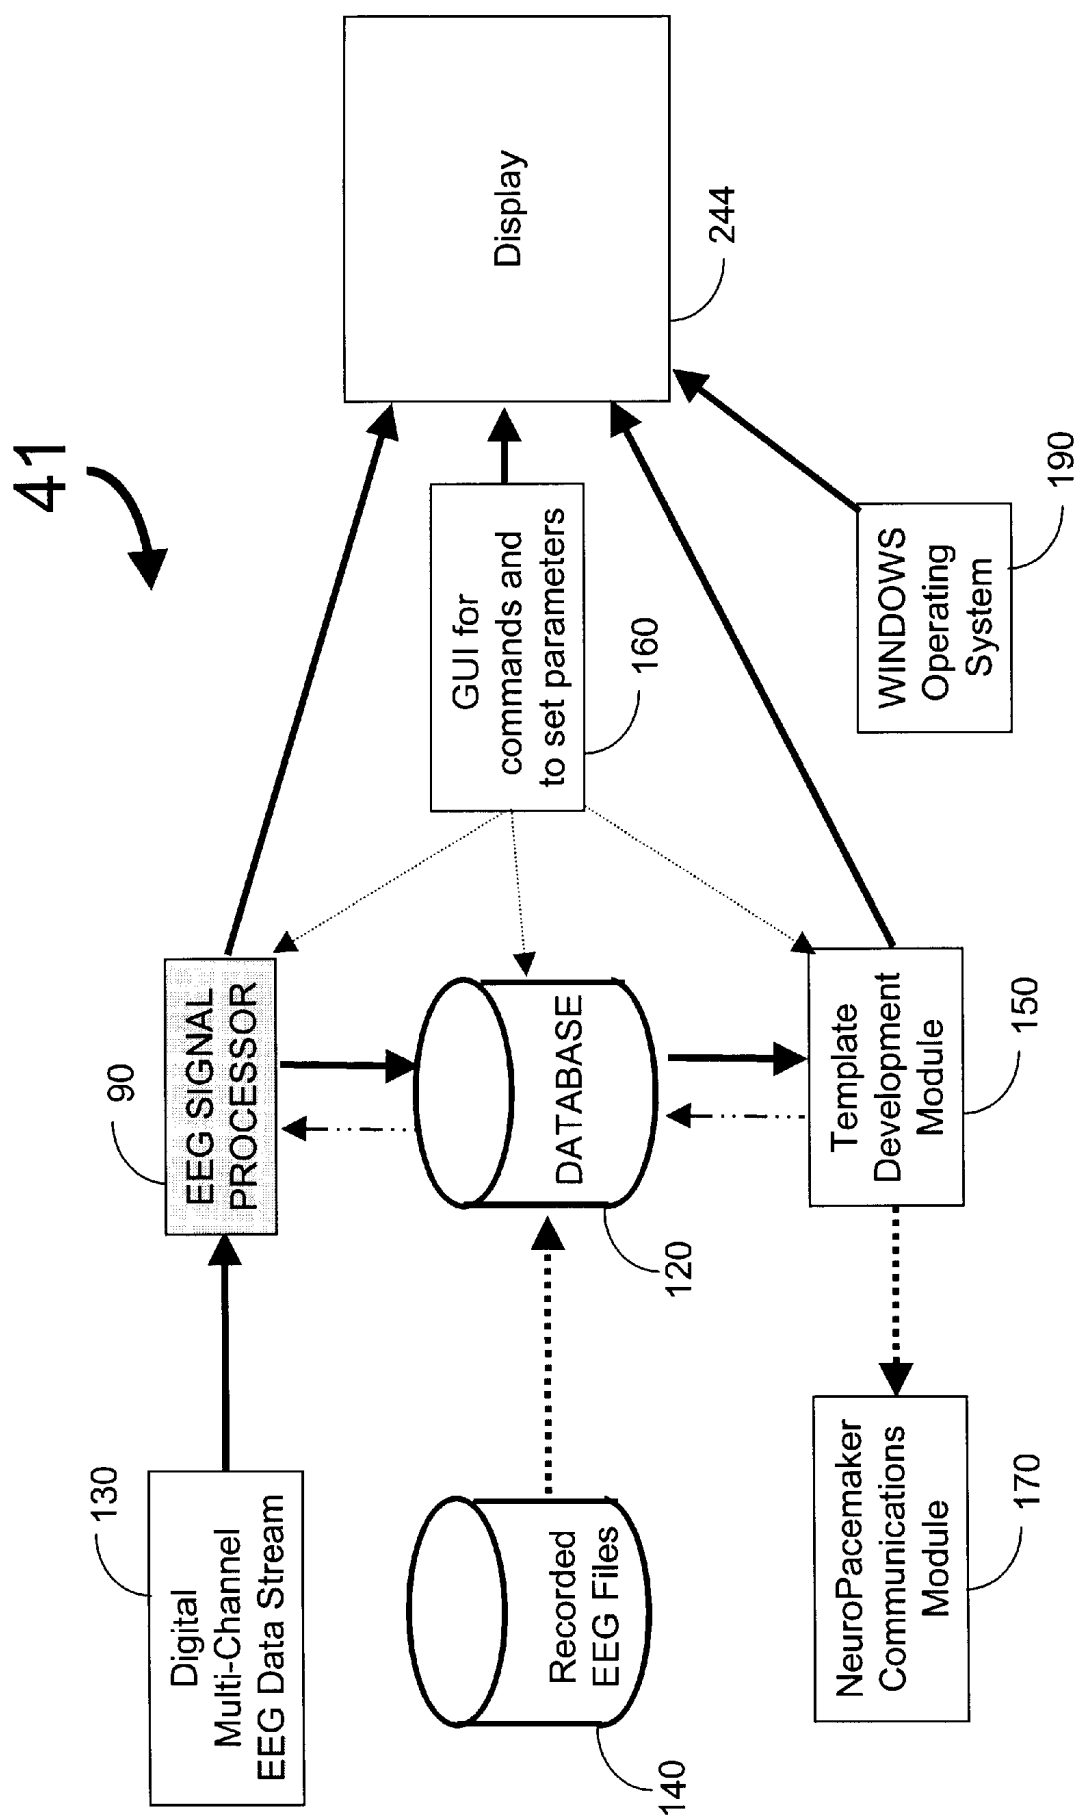 41
130
Digital
Multi-Channel
EEG Data Stream
90
EEG SIGNAL
PROCESSOR
Recorded
EEG Files
140
DATABASE
120
GUI for
commands and
to set parameters
160
Display
244
NeuroPacemaker
Communications
Module
170
Template
Development
Module
150
WINDOWS
Operating
System
190